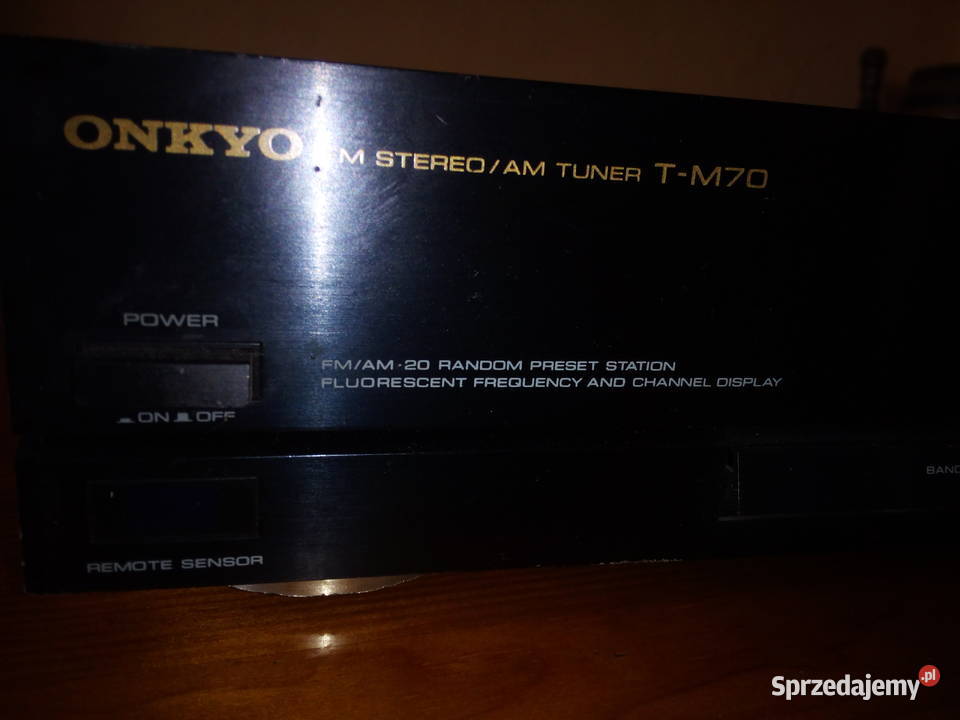 ONKYO M STEREO/AM TUNER T-M70
POWER
ON OFF
FM/AM·20 RANDOM PRESET STATION
FLUORESCENT FREQUENCY AND CHANNEL DISPLAY
REMOTE SENSOR
BAND
Sprzedajemy.pl